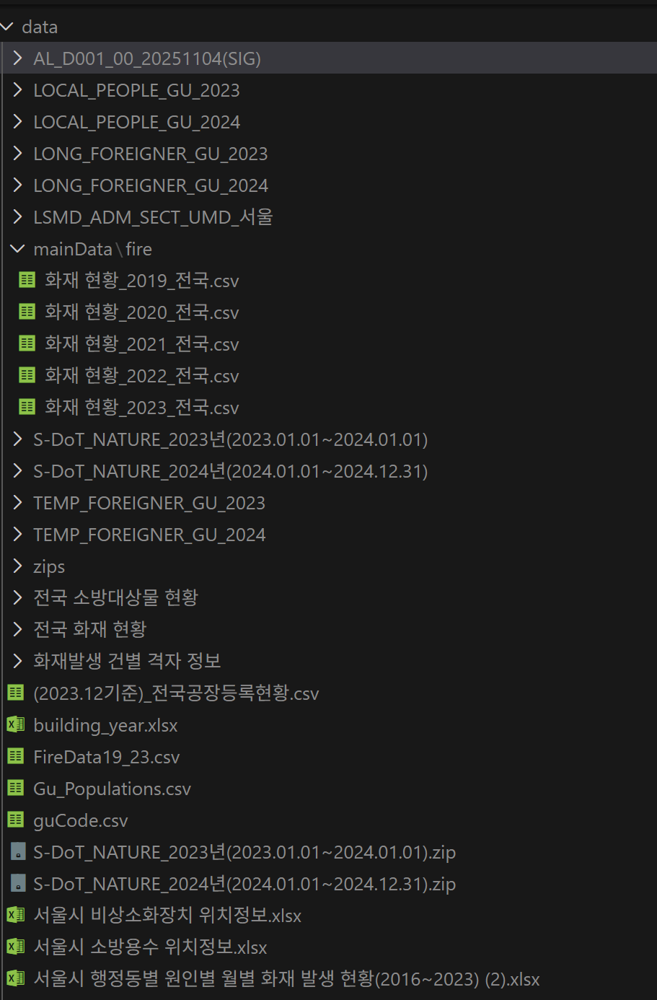 data
AL_D001_00_20251104(SIG)
LOCAL_PEOPLE_GU_2023
LOCAL_PEOPLE_GU_2024
LONG_FOREIGNER_GU_2023
LONG_FOREIGNER_GU_2024
LSMD_ADM_SECT_UMD_서울
mainData\fire
화재 현황_2019_전국.csv
화재 현황_2020_전국.csv
화재 현황_2021_전국.csv
화재 현황_2022_전국.csv
화재 현황_2023_전국.csv
S-DoT_NATURE_2023년(2023.01.01~2024.01.01)
S-DoT_NATURE_2024년(2024.01.01~2024.12.31)
TEMP_FOREIGNER_GU_2023
TEMP_FOREIGNER_GU_2024
zips
전국 소방대상물 현황
전국 화재 현황
화재발생 건별 격자 정보
(2023.12기준)_전국공장등록현황.csv
building_year.xlsx
FireData19_23.csv
Gu_Populations.csv
guCode.csv
S-DoT_NATURE_2023년(2023.01.01~2024.01.01).zip
S-DoT_NATURE_2024년(2024.01.01~2024.12.31).zip
서울시 비상소화장치 위치정보.xlsx
서울시 소방용수 위치정보.xlsx
서울시 행정동별 원인별 월별 화재 발생 현황(2016~2023) (2).xlsx